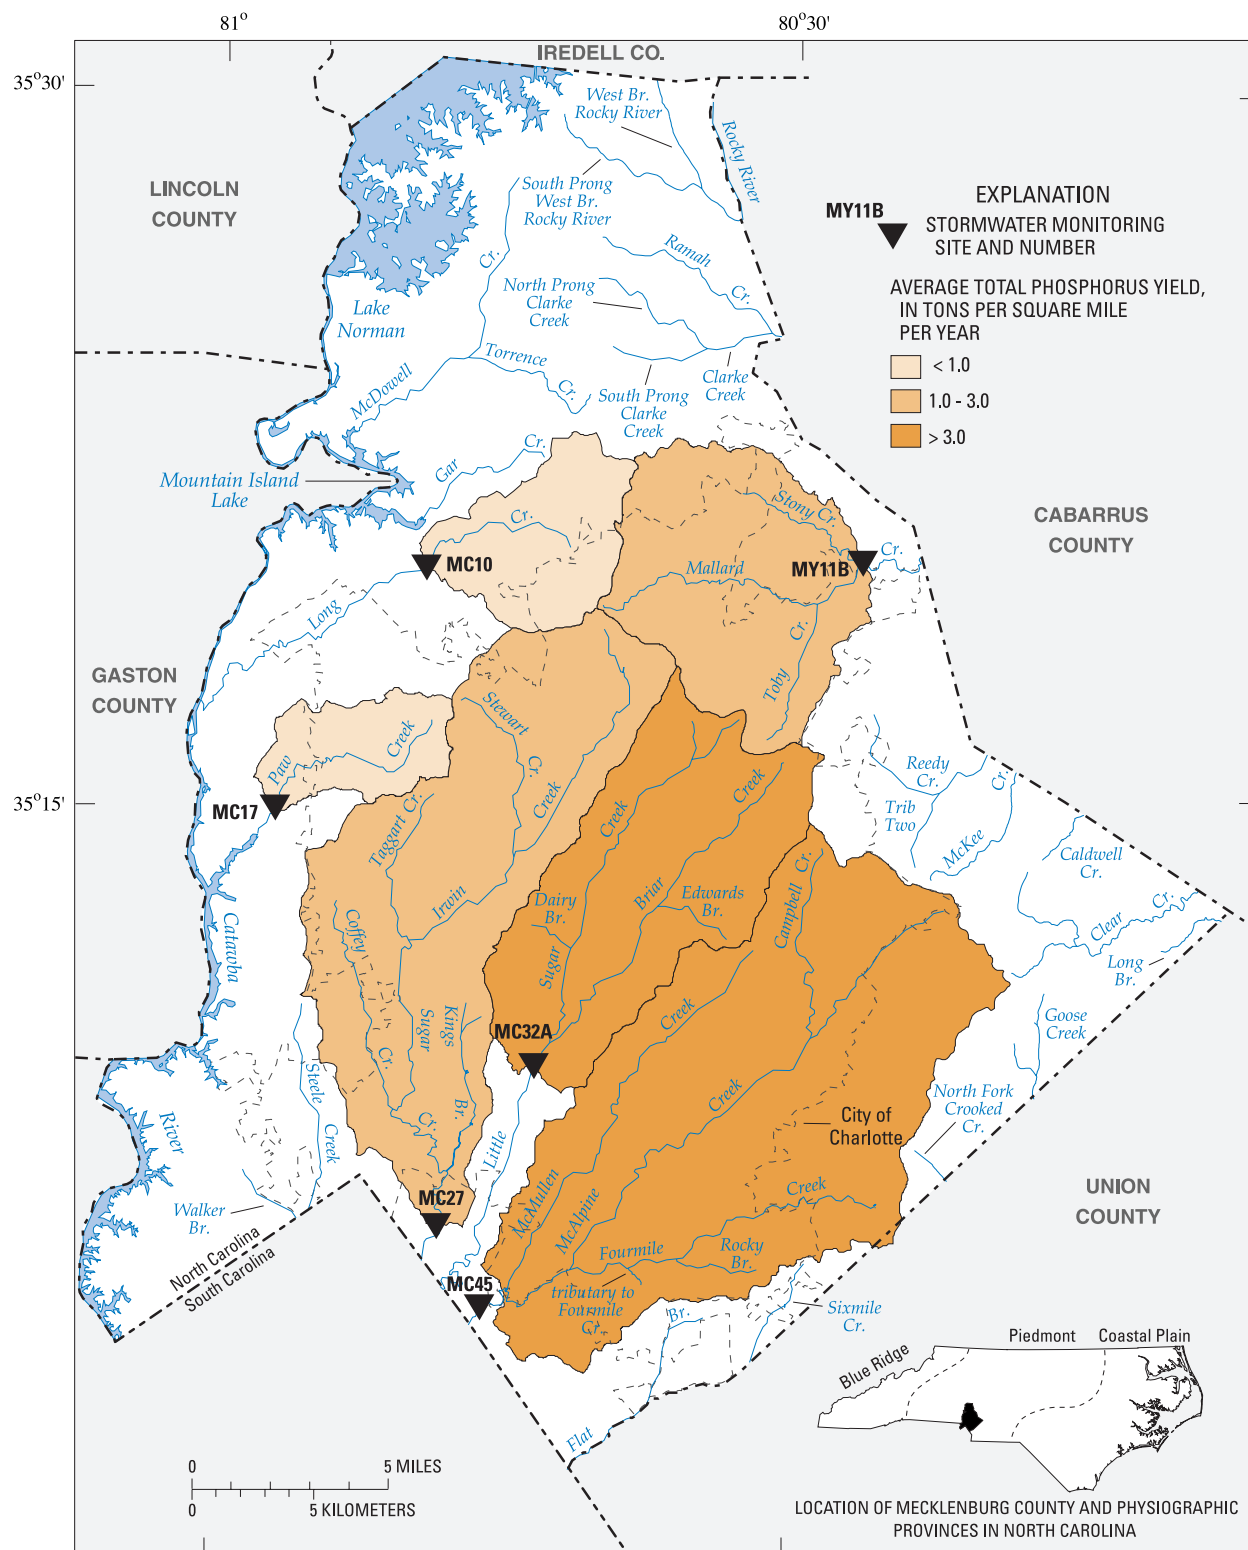 81°
80°30'
35°30'
IREDELL CO.
West Br.
Rocky River
Rocky River
LINCOLN
COUNTY
South Prong
West Br.
Rocky River
MY11B
EXPLANATION
STORMWATER MONITORING
SITE AND NUMBER
Ramah
Cr.
Cr.
North Prong
Clarke
Creek
AVERAGE TOTAL PHOSPHORUS YIELD,
IN TONS PER SQUARE MILE
PER YEAR
< 1.0
1.0 - 3.0
> 3.0
Lake
Norman
Torrence
Cr.
McDowell
Clarke
Creek
South Prong
Clarke
Creek
Gar
Cr.
Mountain Island
Lake
Stony Cr.
Cr.
CABARRUS
COUNTY
MC10
MY11B
Cr.
Mallard
Long
Cr.
Toby
GASTON
COUNTY
Stewart
Cr.
Paw
Creek
Creek
Creek
Creek
Reedy
Cr.
Cr.
35°15'
MC17
Trib
Two
McKee
Taggart Cr.
Caldwell
Cr.
Irwin
Dairy
Br.
Briar
Edwards
Br.
Campbell
Cr.
Clear
Cr.
Coffey
Catawba
Sugar
Long
Br.
Creek
Kings
Sugar
MC32A
Goose
Creek
Cr.
Steele
Creek
Creek
North Fork
Crooked
Cr.
River
Cr.
Br.
Little
City of
Charlotte
Walker
Br.
MC27
McMullen
McAlpine
Creek
UNION
COUNTY
North Carolina
South Carolina
Fourmile
Rocky
Br.
MC45
tributary to
Fourmile
Cr.
Br.
Sixmile
Cr.
Flat
Blue Ridge
Piedmont
Coastal Plain
0
5 MILES
0
5 KILOMETERS
LOCATION OF MECKLENBURG COUNTY AND PHYSIOGRAPHIC
PROVINCES IN NORTH CAROLINA